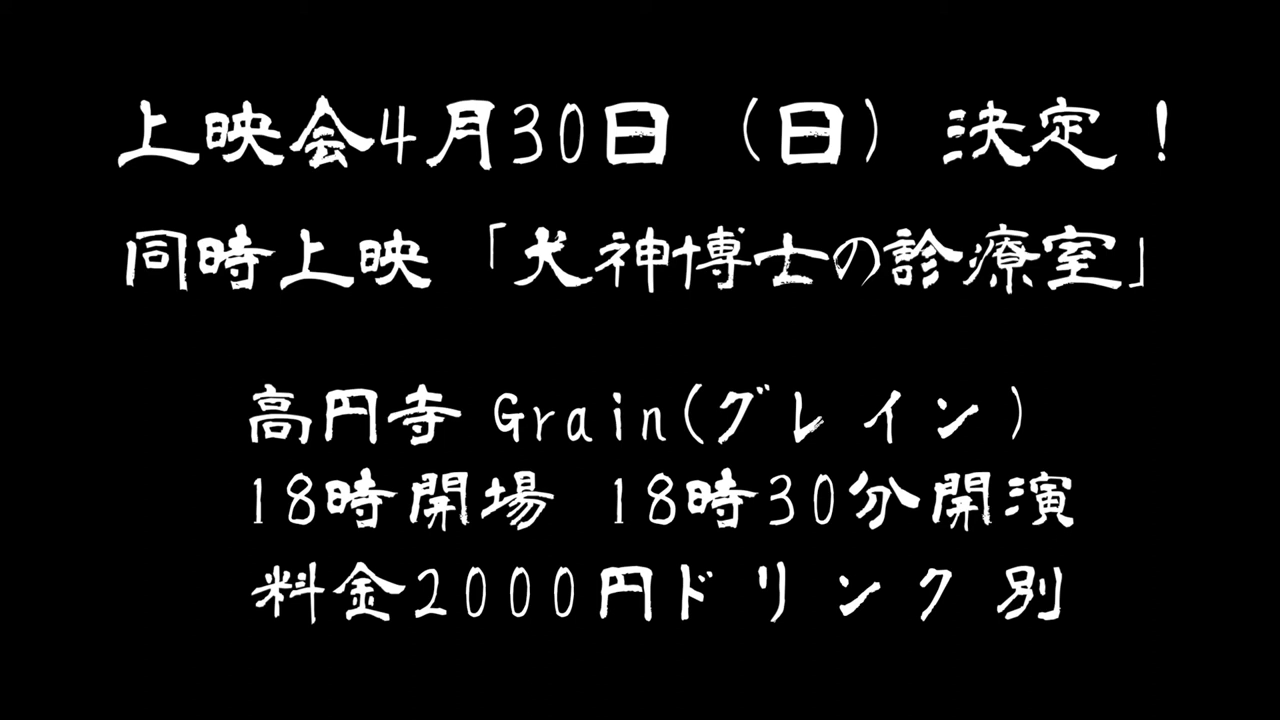 上映会4月30日（日）決定！
同時上映「犬神博士の診療室」
高円寺 Grain(グレイン)
18時開場 18時30分開演
料金2000円ドリンク別